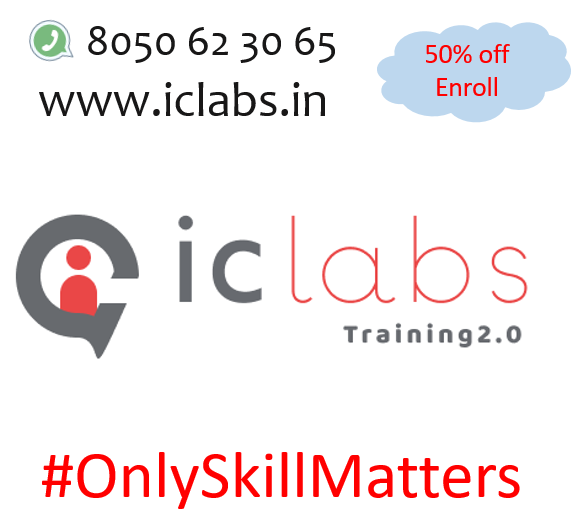 8050 62 30 65
www.iclabs.in
50% off
Enroll
ic labs
Training2.0
#OnlySkillMatters